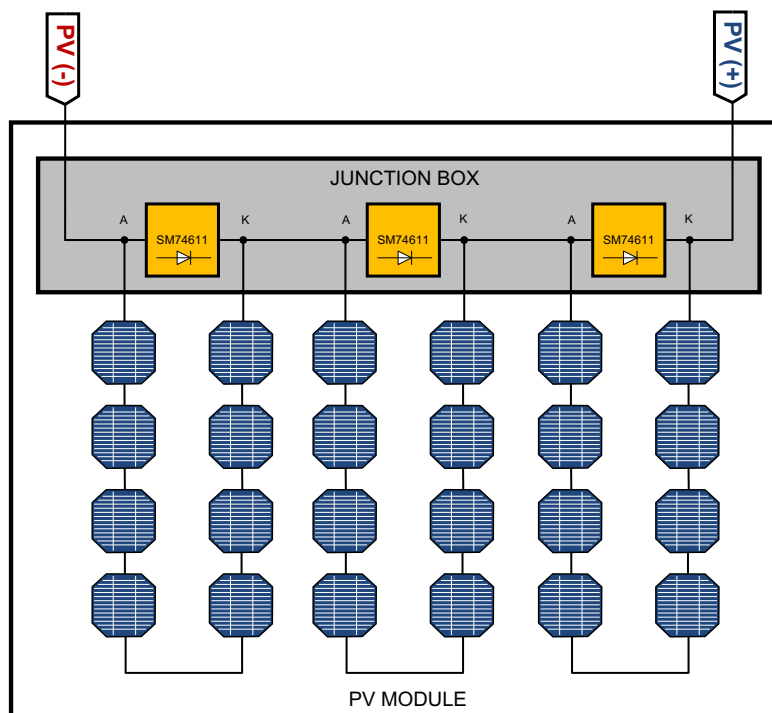 PV (-)
PV (+)
JUNCTION BOX
A
K
A
K
A
K
SM74611
SM74611
SM74611
PV MODULE